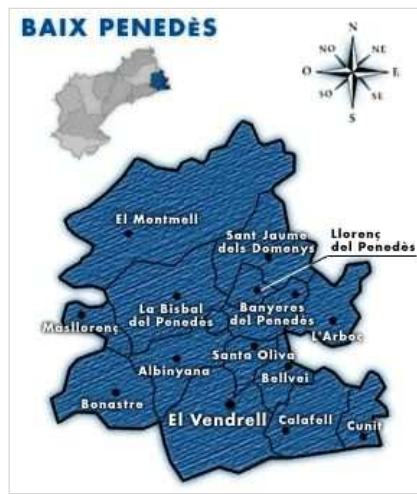 BAIX PENEDÈS
N
NO NE
O E
SO SE
S
El Montmell
Sant Jaume
dels Domenys
Llorenç
del Penedès
La Bisbal
del Penedès
Banyeres
del Penedès
Masllorenç
L'Arboç
Santa Oliva
Albinyana
Bellvei
Bonastre
El Vendrell
Calafell
Cunit